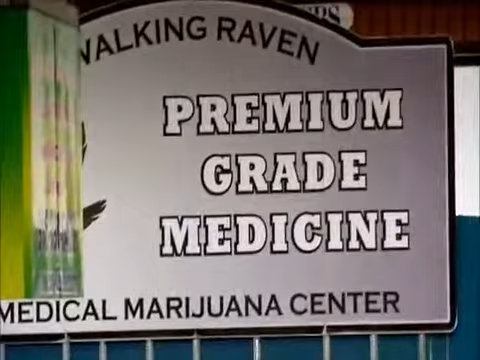 WALKING RAVEN
PREMIUM
GRADE
MEDICINE
MEDICAL MARIJUANA CENTER